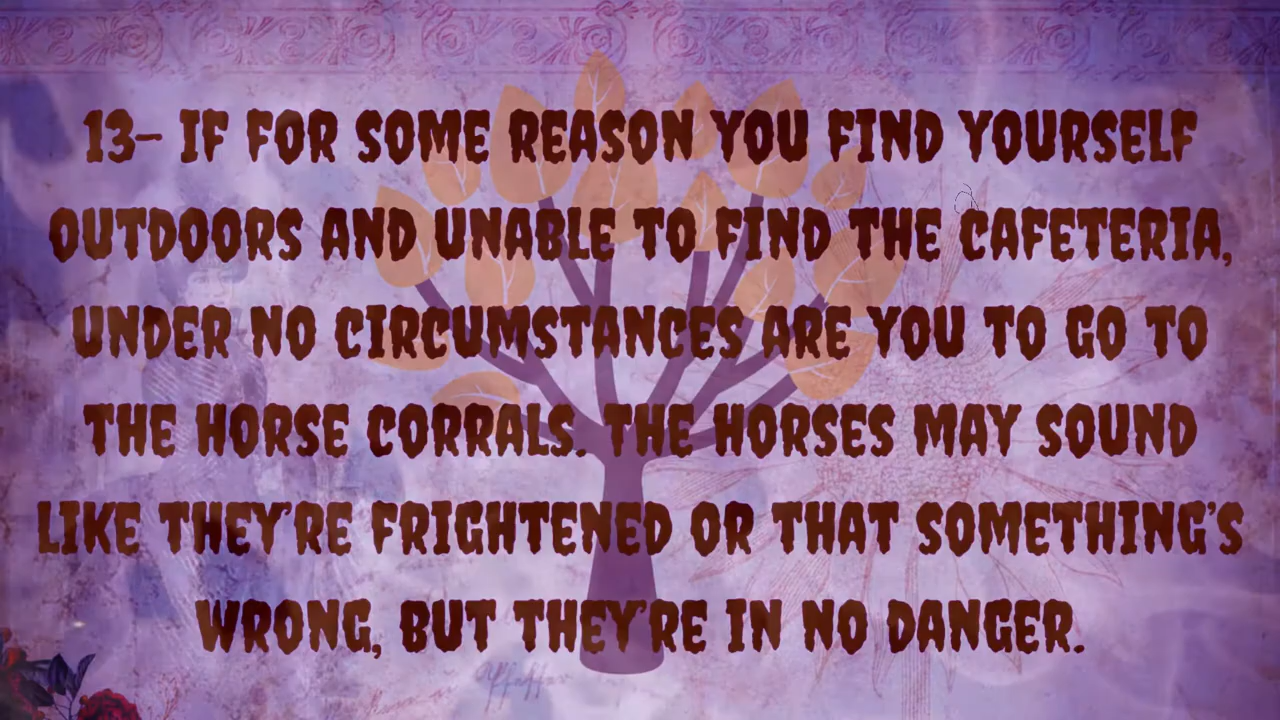 13- IF FOR SOME REASON YOU FIND YOURSELF
OUTDOORS AND UNABLE TO FIND THE CAFETERIA,
UNDER NO CIRCUMSTANCES ARE YOU TO GO TO
THE HORSE CORRALS. THE HORSES MAY SOUND
LIKE THEY'RE FRIGHTENED OR THAT SOMETHING'S
WRONG, BUT THEY'RE IN NO DANGER.